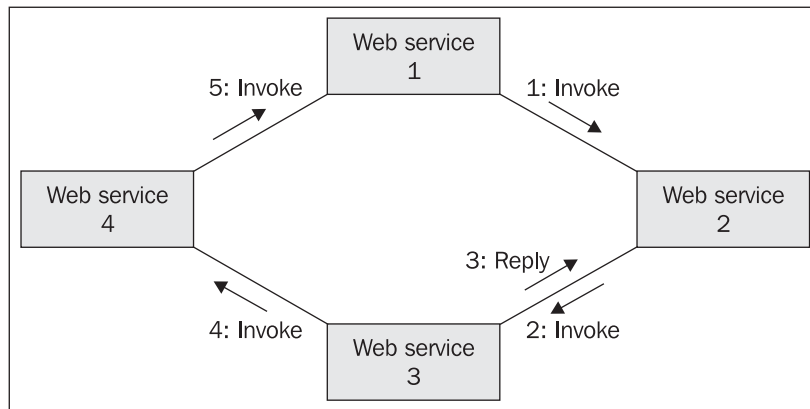 Web service
1
5: Invoke
1: Invoke
Web service
4
Web service
2
3: Reply
4: Invoke
2: Invoke
Web service
3